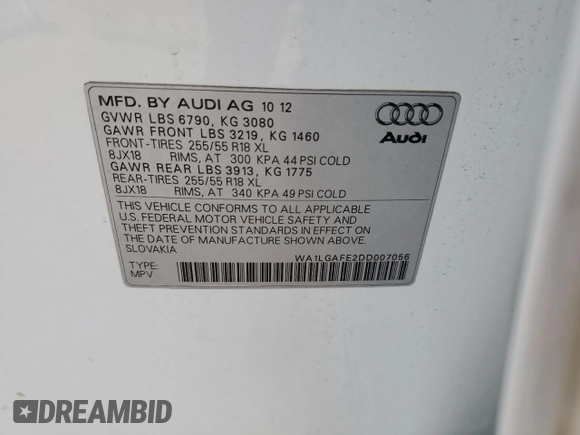 MFD. BY AUDI AG 10 12
GVWR LBS 6790, KG 3080
GAWR FRONT LBS 3219, KG 1460
FRONT-TIRES 255/55 R18 XL
8JX18 RIMS, AT 300 KPA 44 PSI COLD
GAWR REAR LBS 3913, KG 1775
REAR-TIRES 255/55 R18 XL
8JX18 RIMS, AT 340 KPA 49 PSI COLD
Audi
THIS VEHICLE CONFORMS TO ALL APPLICABLE
U.S. FEDERAL MOTOR VEHICLE SAFETY AND
THEFT PREVENTION STANDARDS IN EFFECT ON
THE DATE OF MANUFACTURE SHOWN ABOVE.
SLOVAKIA
WA1LGAFE2DD007056
TYPE:
MPV
DREAMBID